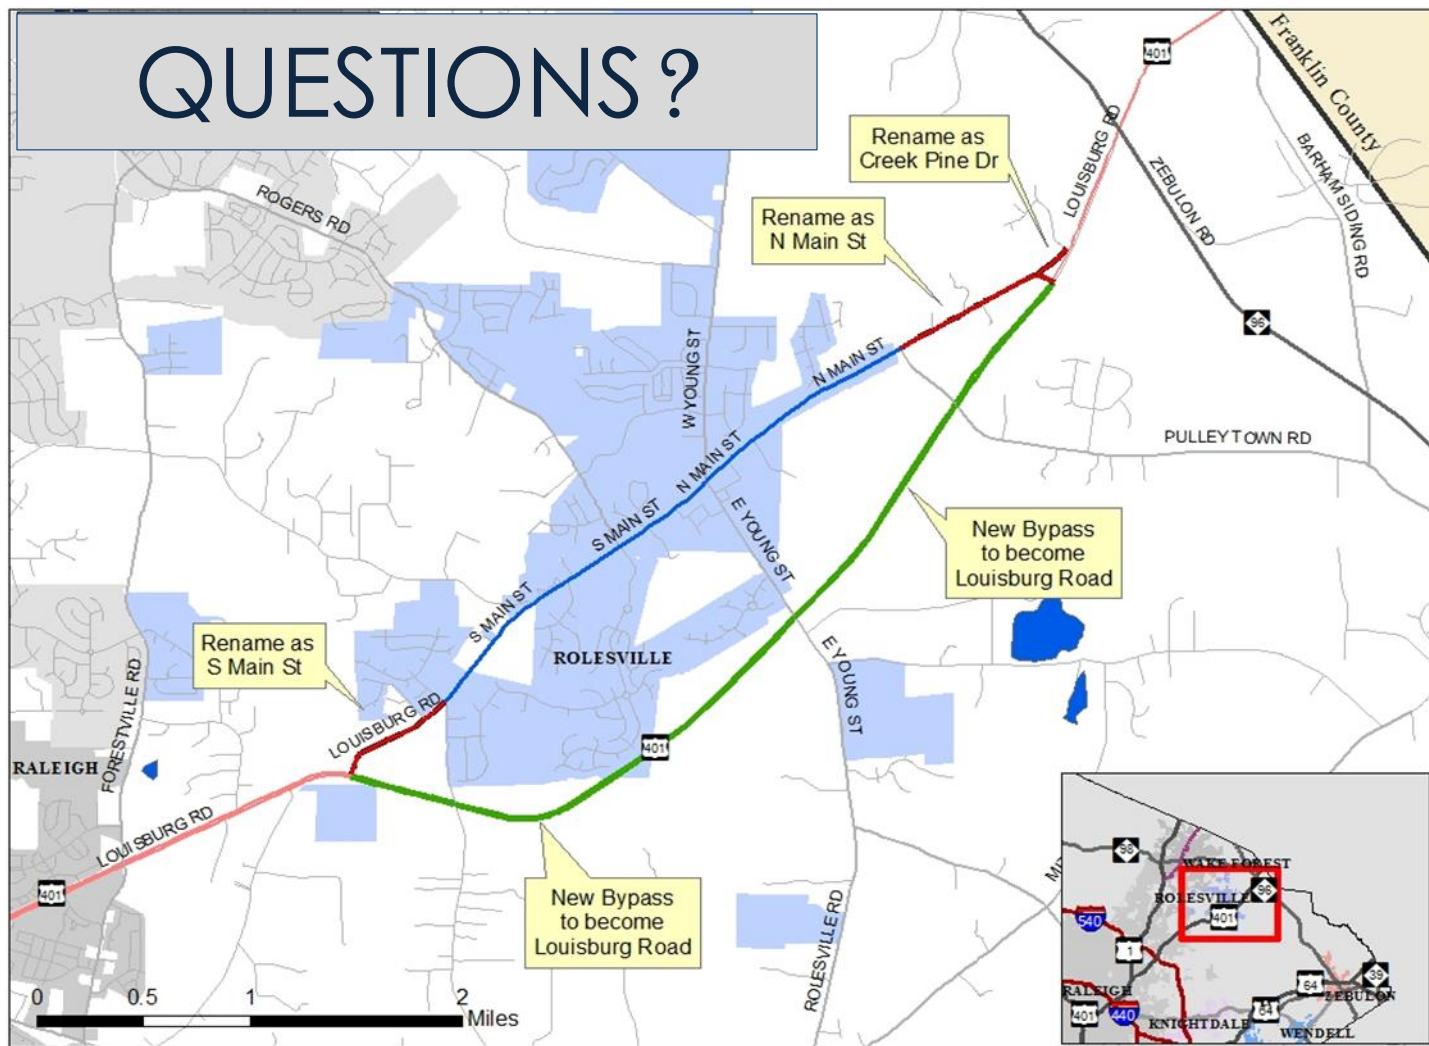 QUESTIONS ?
401
Franklin County
Rename as
Creek Pine Dr
LOUISBURG RD
ZEBULON RD
BARHAM SIDING RD
ROGERS RD
Rename as
N Main St
96
W YOUNG ST
N MAIN ST
PULLEY TOWN RD
N MAIN ST
S MAIN ST
E YOUNG ST
New Bypass
to become
Louisburg Road
S MAIN ST
Rename as
S Main St
ROLESVILLE
E YOUNG ST
FORESTVILLE RD
LOUISBURG RD
401
RALEIGH
LOUISBURG RD
401
New Bypass
to become
Louisburg Road
ROLESVILLE RD
0 0.5 1 2
Miles
98
WAKE FOREST
96
ROLESVILLE
401
540
1
39
64
RALEIGH
ZEBULON
401
440
KNIGHTDALE
64
WENDELL